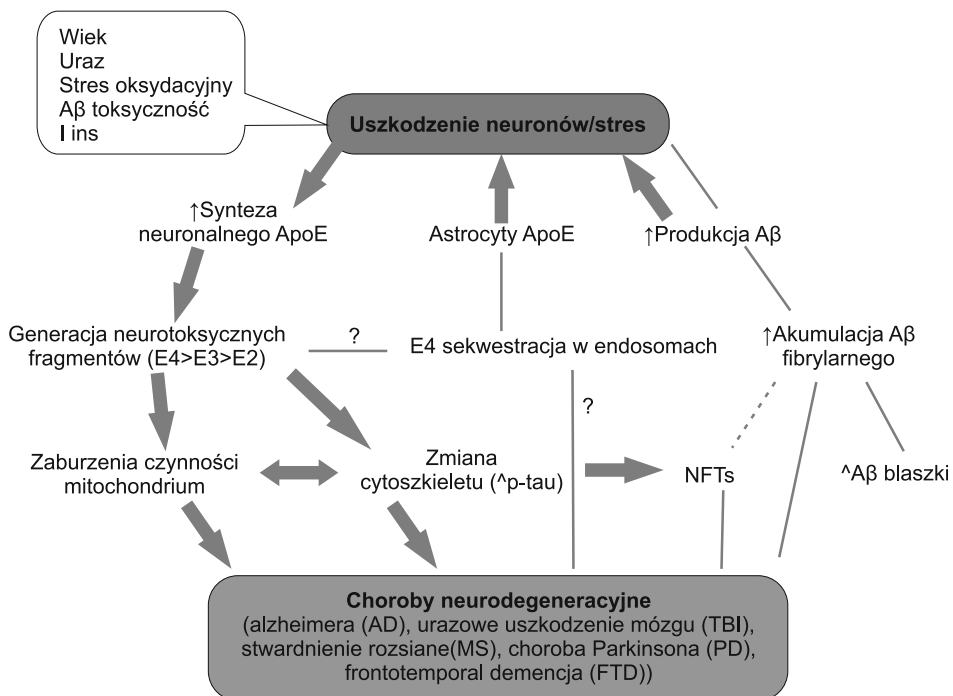 Wiek
Uraz
Stres oksydacyjny
Aβ toksyczność
I ins
Uszkodzenie neuronów/stres
↑Synteza
neuronalnego ApoE
Astrocyty ApoE
↑Produkcja Aβ
Generacja neurotoksycznych
fragmentów (E4>E3>E2)
?
E4 sekwestracja w endosomach
↑Akumulacja Aβ
fibrylarnego
?
Zaburzenia czynności
mitochondrium
Zmiana
cytoszkieletu (^p-tau)
NFTs
^Aβ blaszki
Choroby neurodegeneracyjne
(alzheimera (AD), urazowe uszkodzenie mózgu (TBI),
stwardnienie rozsiane(MS), choroba Parkinsona (PD),
frontotemporal demencja (FTD))